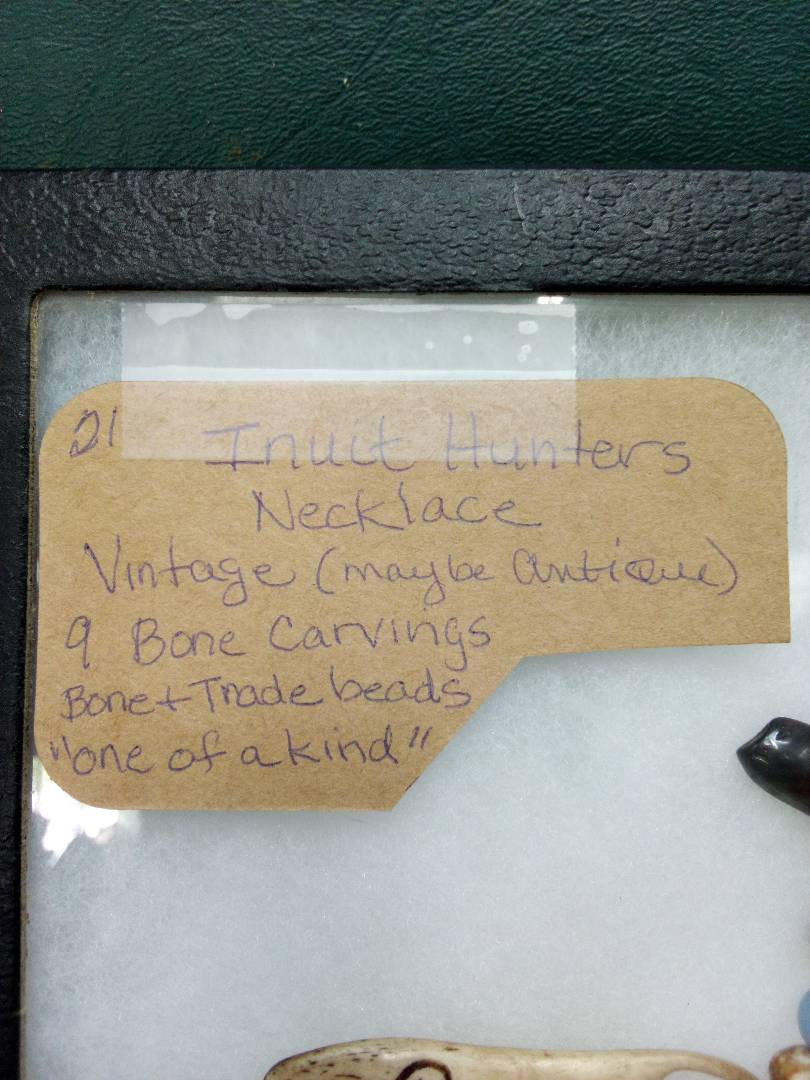 21 Inuit Hunters
Necklace
Vintage (maybe antique)
9 Bone Carvings
Bone + Trade beads
"one of a kind"